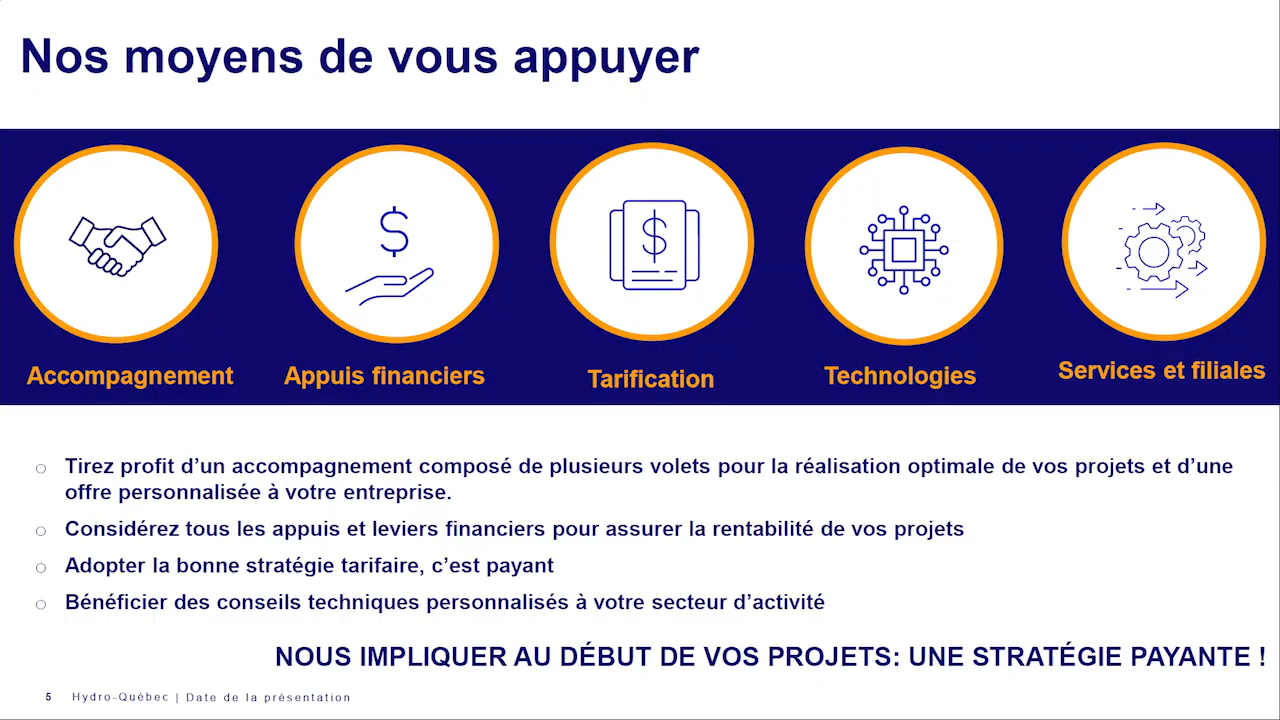 Nos moyens de vous appuyer
Accompagnement
Appuis financiers
Tarification
Technologies
Services et filiales
Tirez profit d’un accompagnement composé de plusieurs volets pour la réalisation optimale de vos projets et d’une
offre personnalisée à votre entreprise.
Considérez tous les appuis et leviers financiers pour assurer la rentabilité de vos projets
Adopter la bonne stratégie tarifaire, c’est payant
Bénéficier des conseils techniques personnalisés à votre secteur d’activité
NOUS IMPLIQUER AU DÉBUT DE VOS PROJETS: UNE STRATÉGIE PAYANTE !
5 Hydro-Québec | Date de la présentation